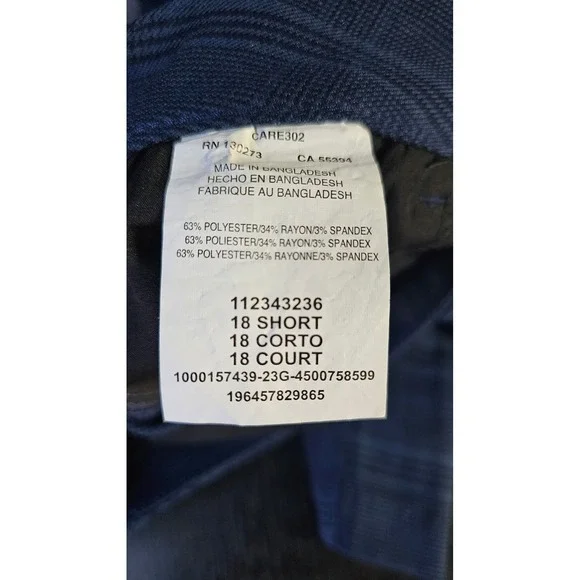 CARE302
RN 130273 CA 55394
MADE IN BANGLADESH
HECHO EN BANGLADESH
FABRIQUE AU BANGLADESH
63% POLYESTER/34% RAYON/3% SPANDEX
63% POLIESTER/34% RAYON/3% SPANDEX
63% POLYESTER/34% RAYONNE/3% SPANDEX
112343236
18 SHORT
18 CORTO
18 COURT
1000157439-23G-4500758599
196457829865